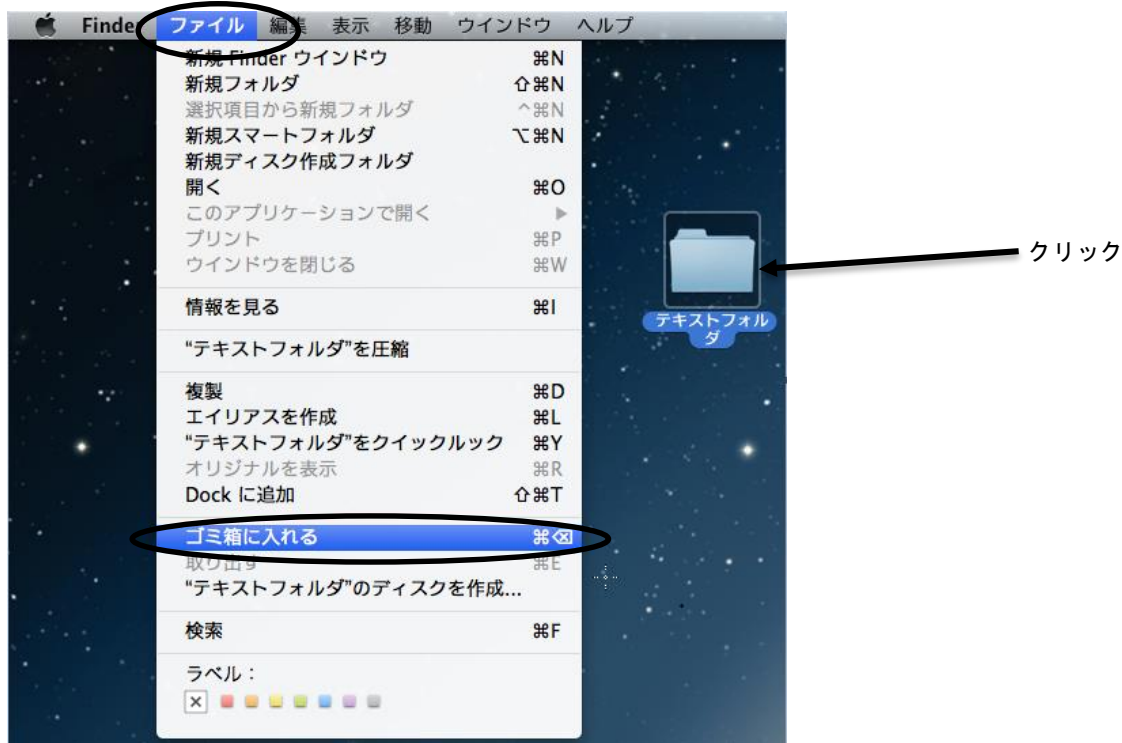 Finder ファイル 編集 表示 移動 ウインドウ ヘルプ
新規 Finder ウインドウ ⌘N
新規フォルダ ⇧⌘N
選択項目から新規フォルダ ^⌘N
新規スマートフォルダ ⌥⌘N
新規ディスク作成フォルダ
開く ⌘O
このアプリケーションで開く ▶
プリント ⌘P
ウインドウを閉じる ⌘W
情報を見る ⌘I
“テキストフォルダ”を圧縮
複製 ⌘D
エイリアスを作成 ⌘L
“テキストフォルダ”をクイックルック ⌘Y
オリジナルを表示 ⌘R
Dock に追加 ⇧⌘T
ゴミ箱に入れる ⌘⌫
取り出す ⌘E
“テキストフォルダ”のディスクを作成...
検索 ⌘F
ラベル：
テキストフォル
ダ
クリック